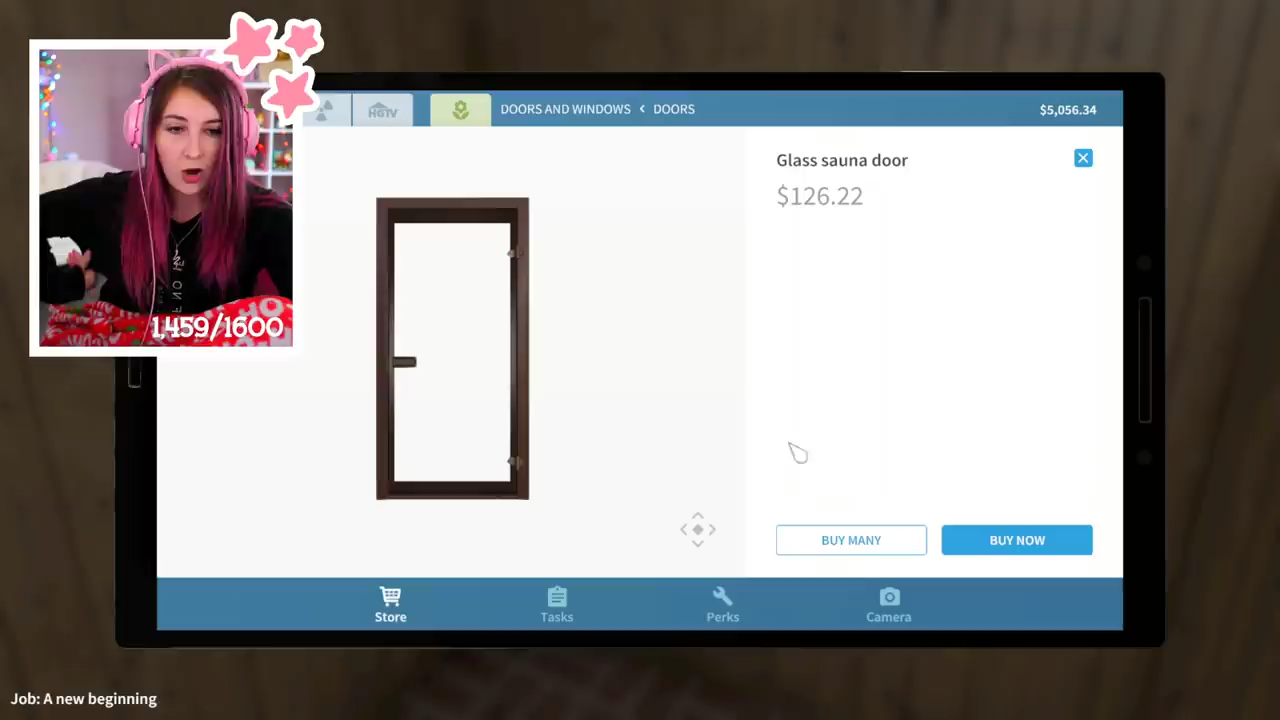 HGTV
DOORS AND WINDOWS < DOORS
$5,056.34
Glass sauna door
$126.22
1,459/1600
BUY MANY
BUY NOW
Store
Tasks
Perks
Camera
Job: A new beginning